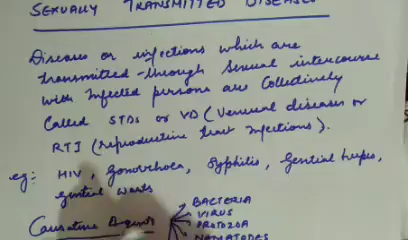 SEXUALLY TRANSMITTED DISEASES
Diseases or infections which are
transmitted through sexual intercourse
with infected persons are collectively
called STDs or VD (Venereal diseases or
RTI (reproductive tract infections).
eg: HIV, gonorrhoea, Syphilis, Genital herpes,
genital warts
Causative Agents
BACTERIA
VIRUS
PROTOZOA
NEMATODES